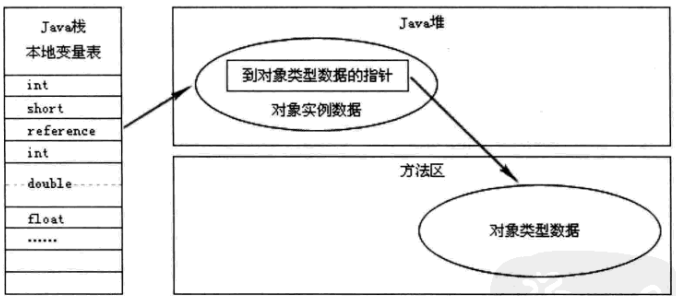 Java栈
本地变量表
int
short
reference
int
double
float
……
Java堆
到对象类型数据的指针
对象实例数据
方法区
对象类型数据